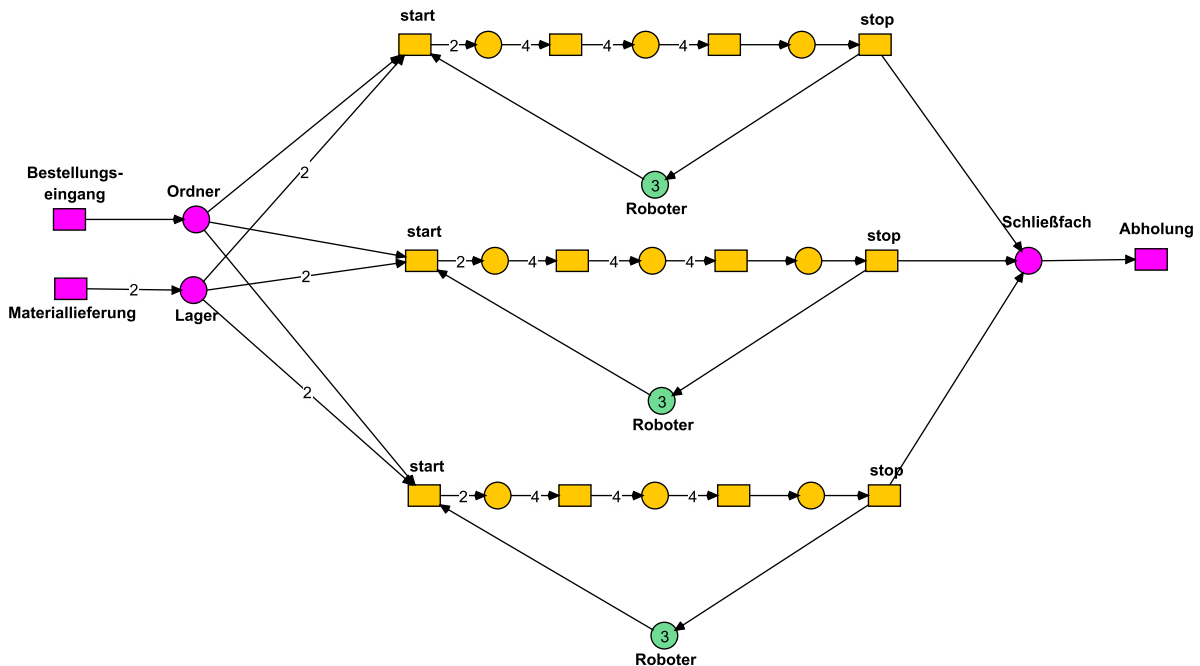 start
stop
2
4
4
4
Bestellungs-
eingang
Ordner
2
3
Roboter
Schließfach
Abholung
start
stop
2
4
4
4
2
Materiallieferung
2
Lager
3
Roboter
2
start
stop
2
4
4
4
3
Roboter